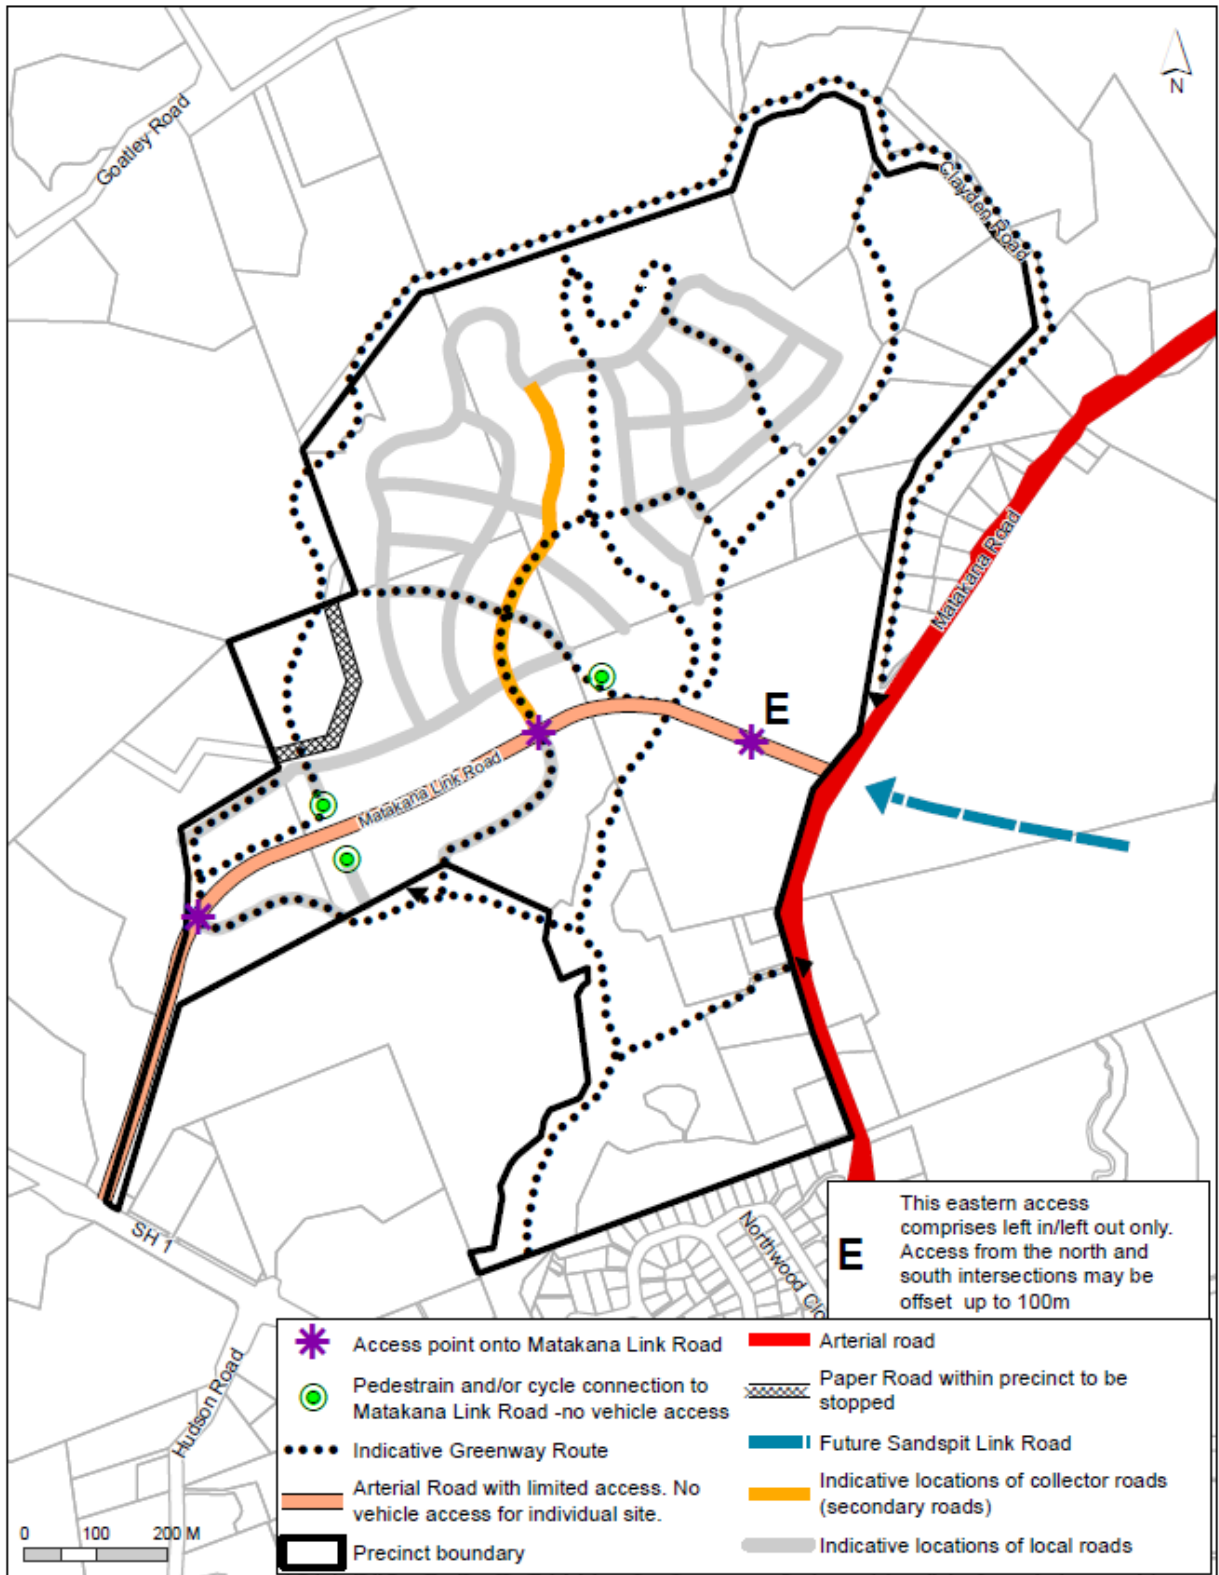 N
Goatley Road
Clayden Road
Matakana Road
E
Matakana Link Road
SH 1
Northwood Clo
Hudson Road
E
This eastern access
comprises left in/left out only.
Access from the north and
south intersections may be
offset up to 100m
Access point onto Matakana Link Road
Pedestrain and/or cycle connection to
Matakana Link Road -no vehicle access
Indicative Greenway Route
Arterial Road with limited access. No
vehicle access for individual site.
Precinct boundary
Arterial road
Paper Road within precinct to be
stopped
Future Sandspit Link Road
Indicative locations of collector roads
(secondary roads)
Indicative locations of local roads
0 100 200 M